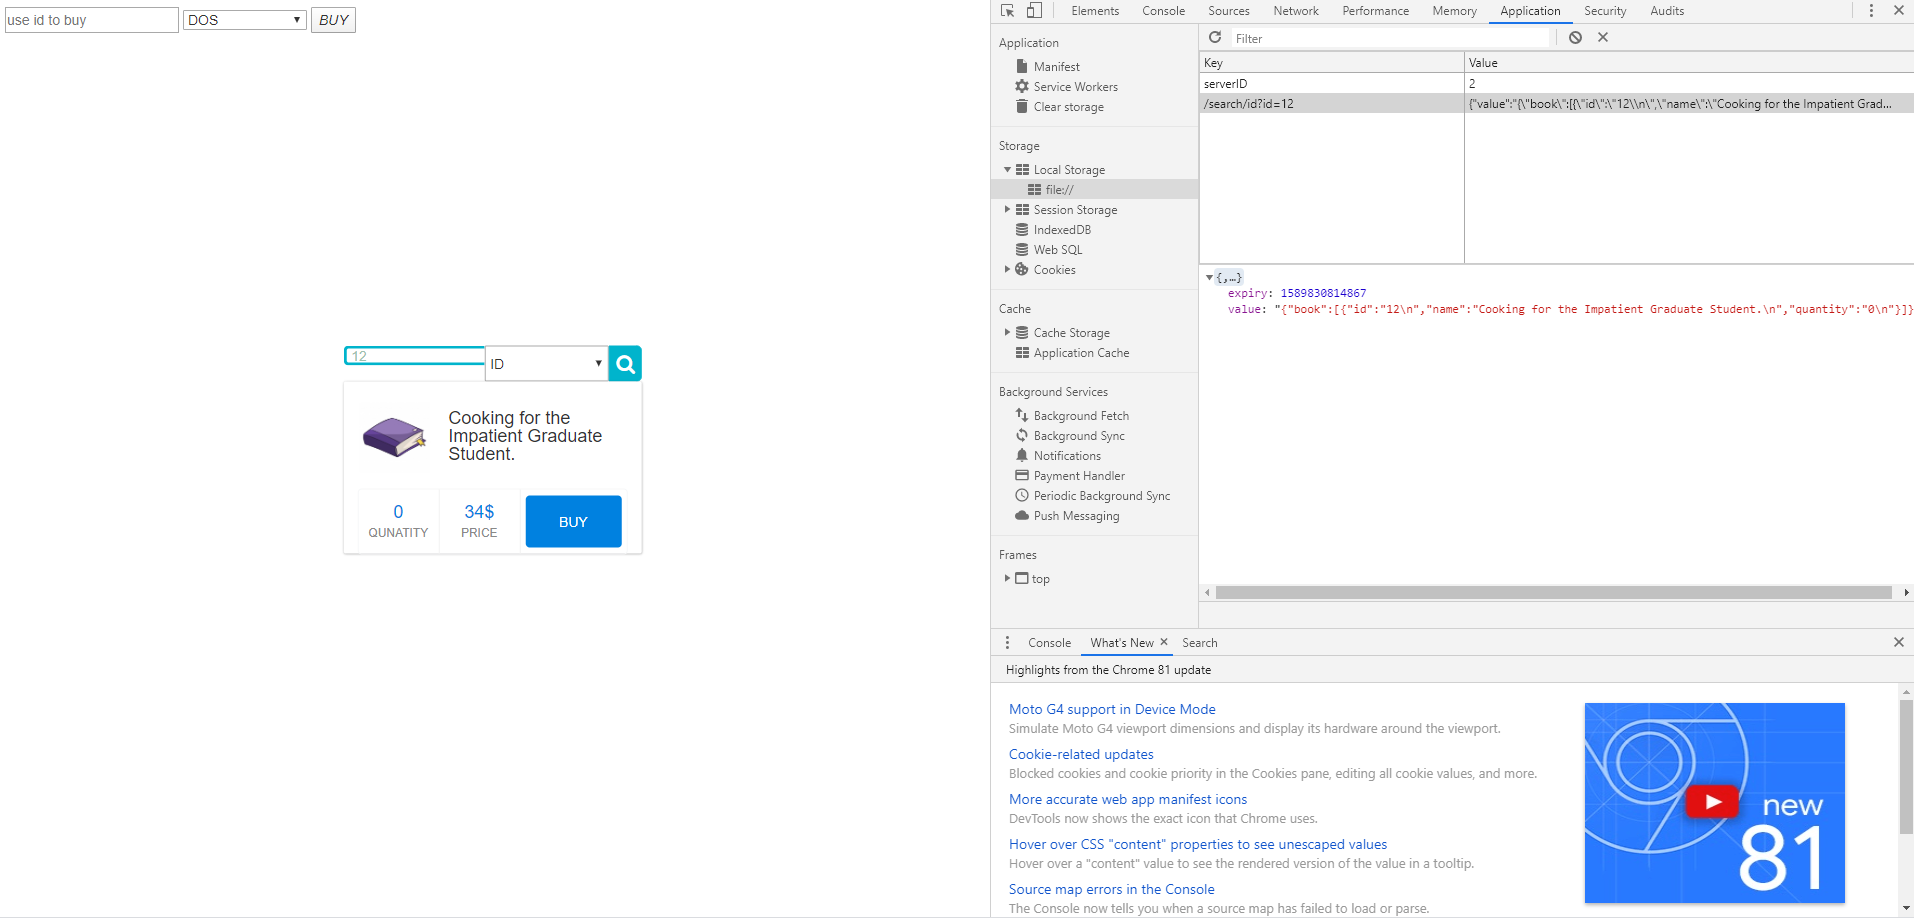 use id to buy DOS BUY
12 ID
Cooking for the
Impatient Graduate
Student.
0 34$ BUY
QUNATITY PRICE
Elements Console Sources Network Performance Memory Application Security Audits
Application
Manifest
Service Workers
Clear storage
Storage
Local Storage
file://
Session Storage
IndexedDB
Web SQL
Cookies
Cache
Cache Storage
Application Cache
Background Services
Background Fetch
Background Sync
Notifications
Payment Handler
Periodic Background Sync
Push Messaging
Frames
top
Filter
Key Value
serverID 2
/search/id?id=12 {"value":"{\"book\":[{\"id\":\"12\\n\",\"name\":\"Cooking for the Impatient Grad...
{,…}
expiry: 1589830814867
value: "{"book":[{"id":"12\n","name":"Cooking for the Impatient Graduate Student.\n","quantity":"0\n"}]}
Console What's New Search
Highlights from the Chrome 81 update
Moto G4 support in Device Mode
Simulate Moto G4 viewport dimensions and display its hardware around the viewport.
Cookie-related updates
Blocked cookies and cookie priority in the Cookies pane, editing all cookie values, and more.
More accurate web app manifest icons
DevTools now shows the exact icon that Chrome uses.
Hover over CSS "content" properties to see unescaped values
Hover over a "content" value to see the rendered version of the value in a tooltip.
Source map errors in the Console
The Console now tells you when a source map has failed to load or parse.
new
81